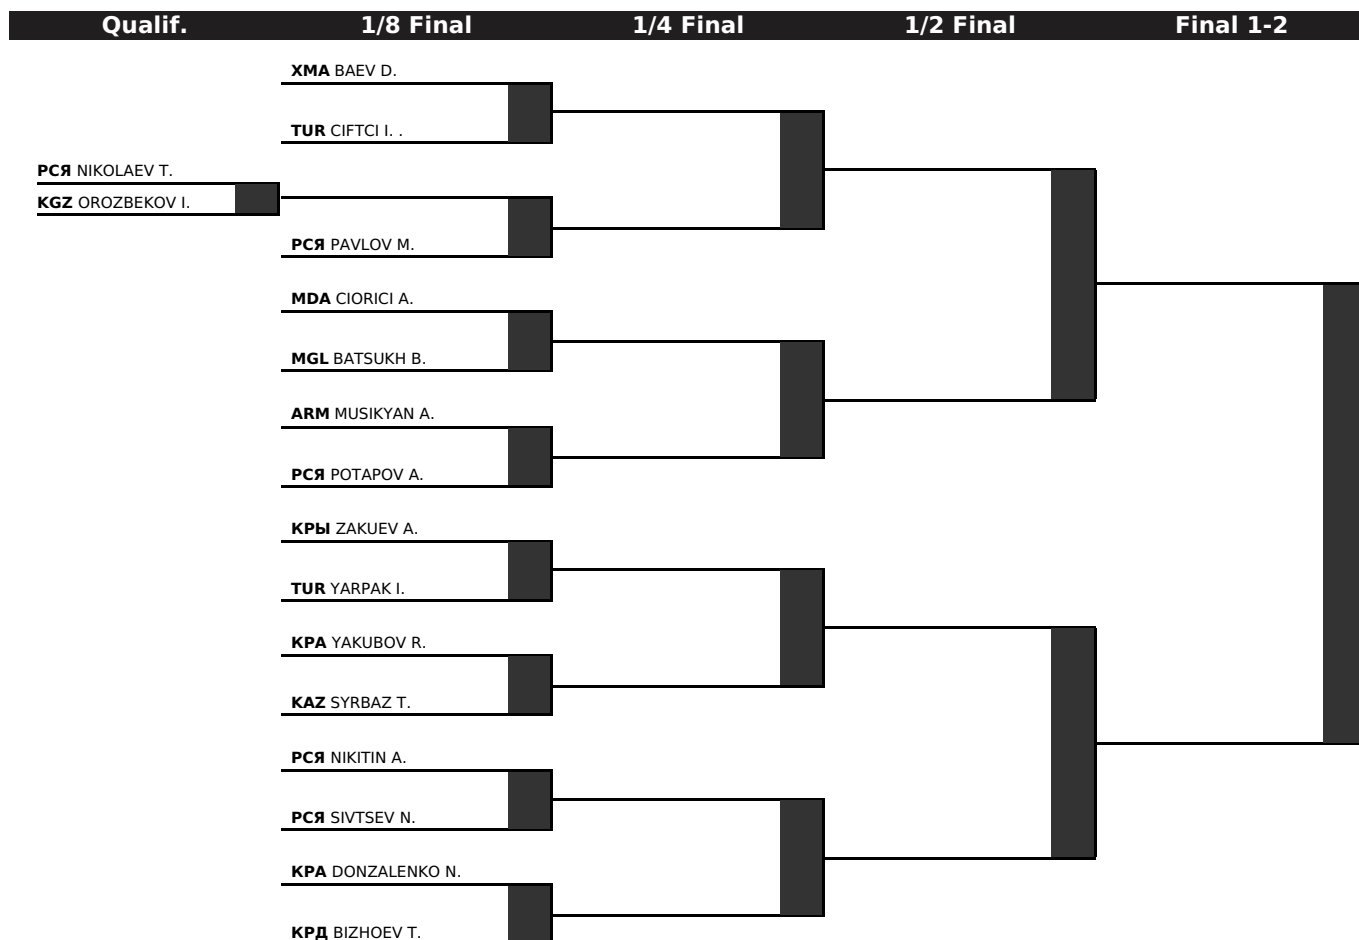 Qualif. 1/8 Final 1/4 Final 1/2 Final Final 1-2
ХМА BAEV D.
TUR CIFTCI I. .
РСЯ NIKOLAEV T.
KGZ OROZBEKOV I.
РСЯ PAVLOV M.
MDA CIORICI A.
MGL BATSUKH B.
ARM MUSIKYAN A.
РСЯ POTAPOV A.
КРЫ ZAKUEV A.
TUR YARPAK I.
КРА YAKUBOV R.
KAZ SYRBAZ T.
РСЯ NIKITIN A.
РСЯ SIVTSEV N.
КРА DONZALENKO N.
КРД BIZHOEV T.